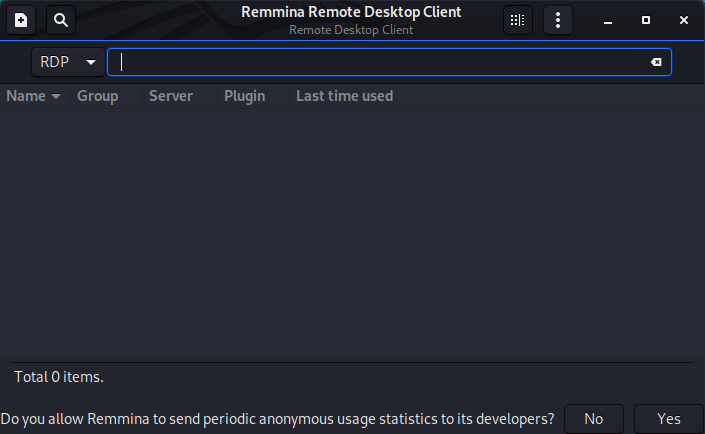 Remmina Remote Desktop Client
Remote Desktop Client
RDP
Name Group Server Plugin Last time used
Total 0 items.
Do you allow Remmina to send periodic anonymous usage statistics to its developers? No Yes